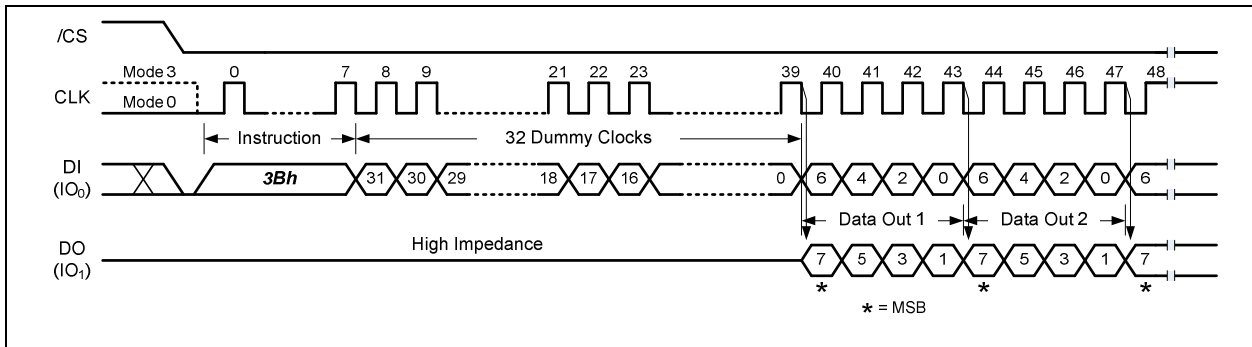 /CS
Mode 3 0 7 8 9 21 22 23 39 40 41 42 43 44 45 46 47 48
CLK
Mode 0
Instruction 32 Dummy Clocks
DI
(IO₀)
3Bh 31 30 29 18 17 16 0 6 4 2 0 6 4 2 0 6
Data Out 1 Data Out 2
DO
(IO₁)
High Impedance
7 5 3 1 7 5 3 1 7
* * *
* = MSB